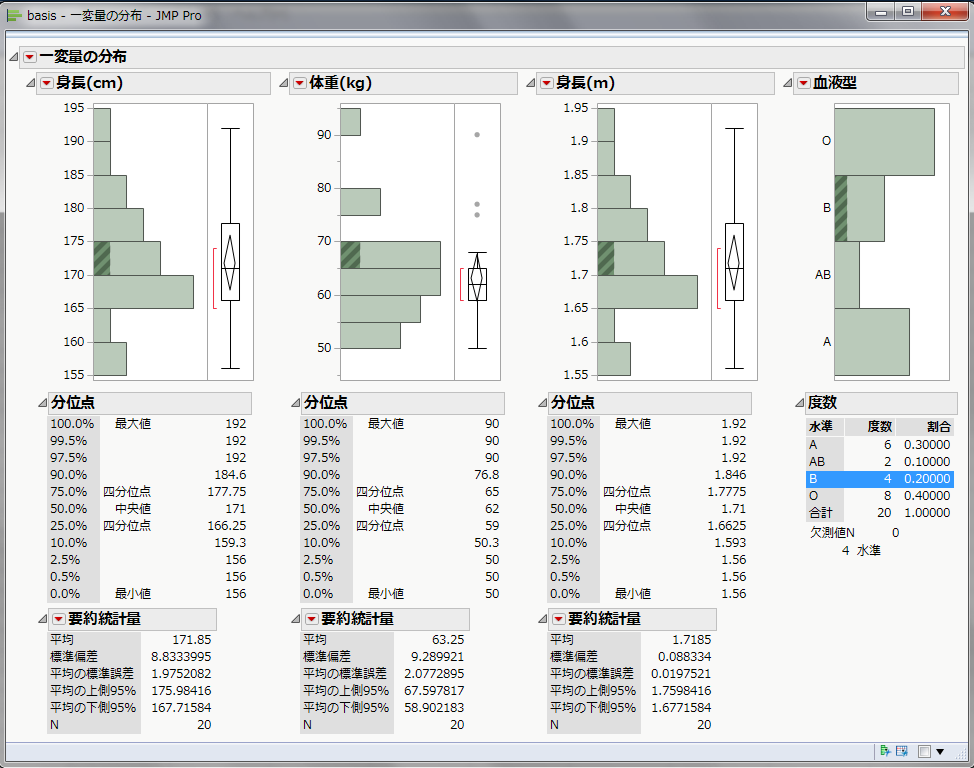 basis - 一変量の分布 - JMP Pro
一変量の分布
身長(cm)
195
190
185
180
175
170
165
160
155
分位点
100.0% 最大値 192
99.5% 192
97.5% 192
90.0% 184.6
75.0% 四分位点 177.75
50.0% 中央値 171
25.0% 四分位点 166.25
10.0% 159.3
2.5% 156
0.5% 156
0.0% 最小値 156
要約統計量
平均 171.85
標準偏差 8.8333995
平均の標準誤差 1.9752082
平均の上側95% 175.98416
平均の下側95% 167.71584
N 20
体重(kg)
90
80
70
60
50
分位点
100.0% 最大値 90
99.5% 90
97.5% 90
90.0% 76.8
75.0% 四分位点 65
50.0% 中央値 62
25.0% 四分位点 59
10.0% 50.3
2.5% 50
0.5% 50
0.0% 最小値 50
要約統計量
平均 63.25
標準偏差 9.289921
平均の標準誤差 2.0772895
平均の上側95% 67.597817
平均の下側95% 58.902183
N 20
身長(m)
1.95
1.9
1.85
1.8
1.75
1.7
1.65
1.6
1.55
分位点
100.0% 最大値 1.92
99.5% 1.92
97.5% 1.92
90.0% 1.846
75.0% 四分位点 1.7775
50.0% 中央値 1.71
25.0% 四分位点 1.6625
10.0% 1.593
2.5% 1.56
0.5% 1.56
0.0% 最小値 1.56
要約統計量
平均 1.7185
標準偏差 0.088334
平均の標準誤差 0.0197521
平均の上側95% 1.7598416
平均の下側95% 1.6771584
N 20
血液型
O
B
AB
A
度数
水準 度数 割合
A 6 0.30000
AB 2 0.10000
B 4 0.20000
O 8 0.40000
合計 20 1.00000
欠測値N 0
4 水準